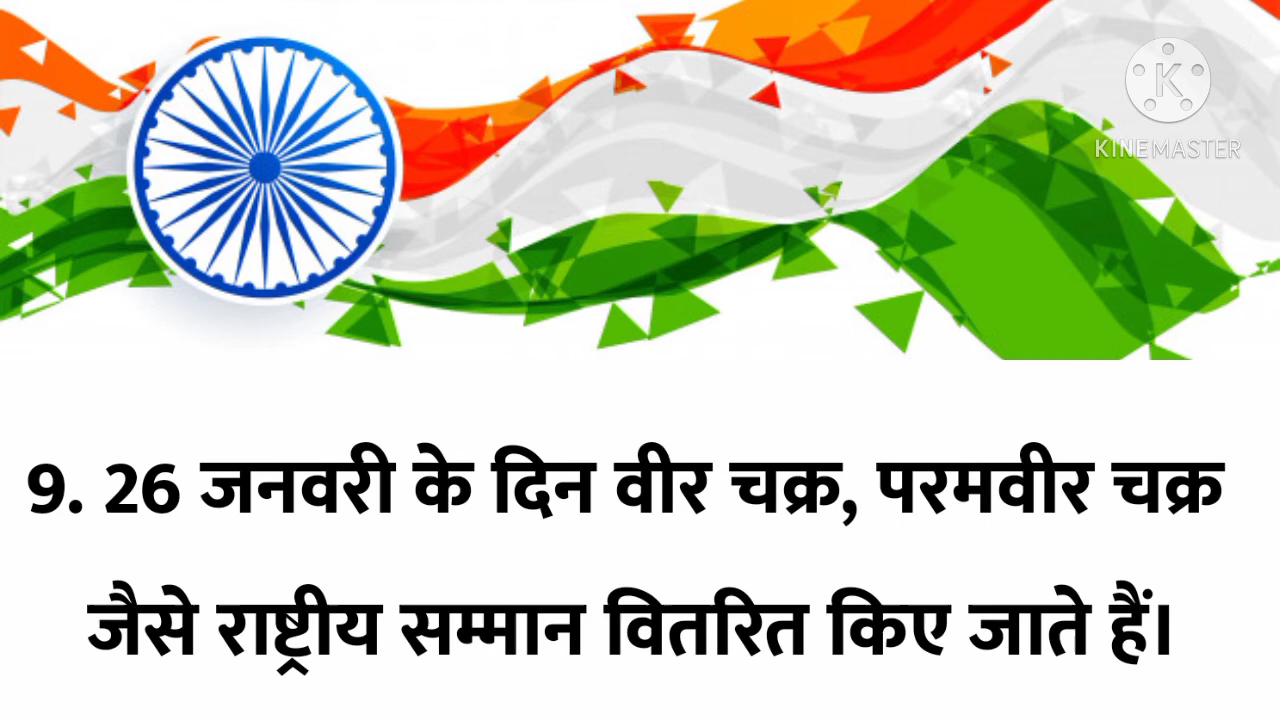 K
KINEMASTER
9. 26 जनवरी के दिन वीर चक्र, परमवीर चक्र
जैसे राष्ट्रीय सम्मान वितरित किए जाते हैं।